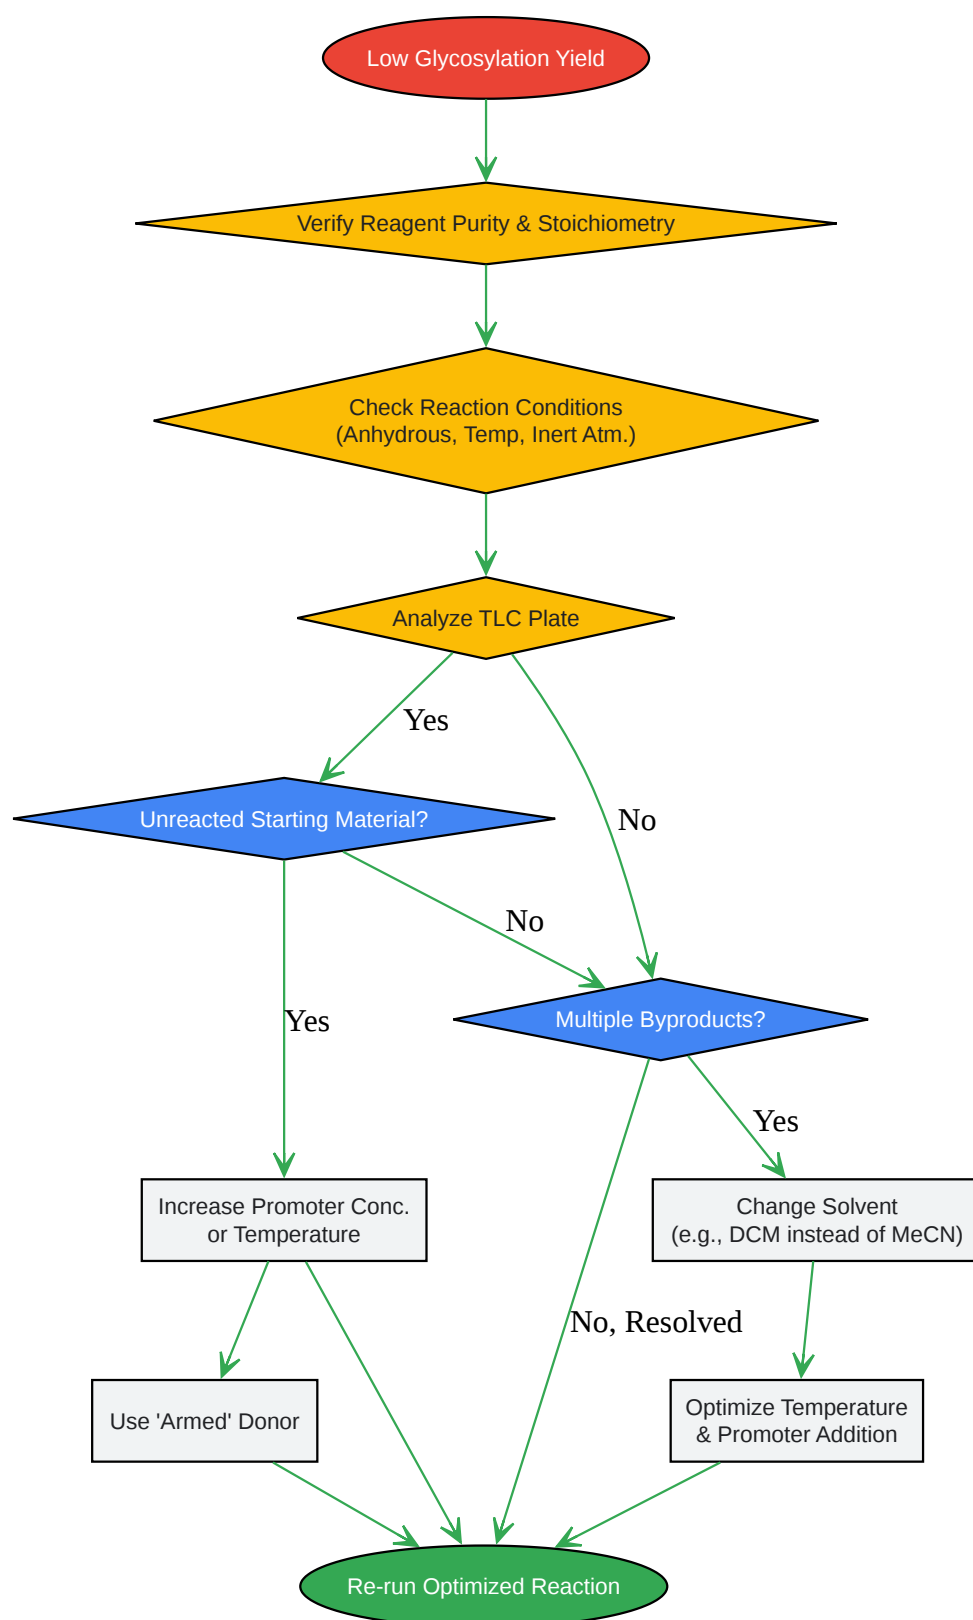 Low Glycosylation Yield
Verify Reagent Purity & Stoichiometry
Check Reaction Conditions
(Anhydrous, Temp, Inert Atm.)
Analyze TLC Plate
Yes
Unreacted Starting Material?
No
No
Yes
Multiple Byproducts?
Yes
Increase Promoter Conc.
or Temperature
Change Solvent
(e.g., DCM instead of MeCN)
No, Resolved
Use 'Armed' Donor
Optimize Temperature
& Promoter Addition
Re-run Optimized Reaction